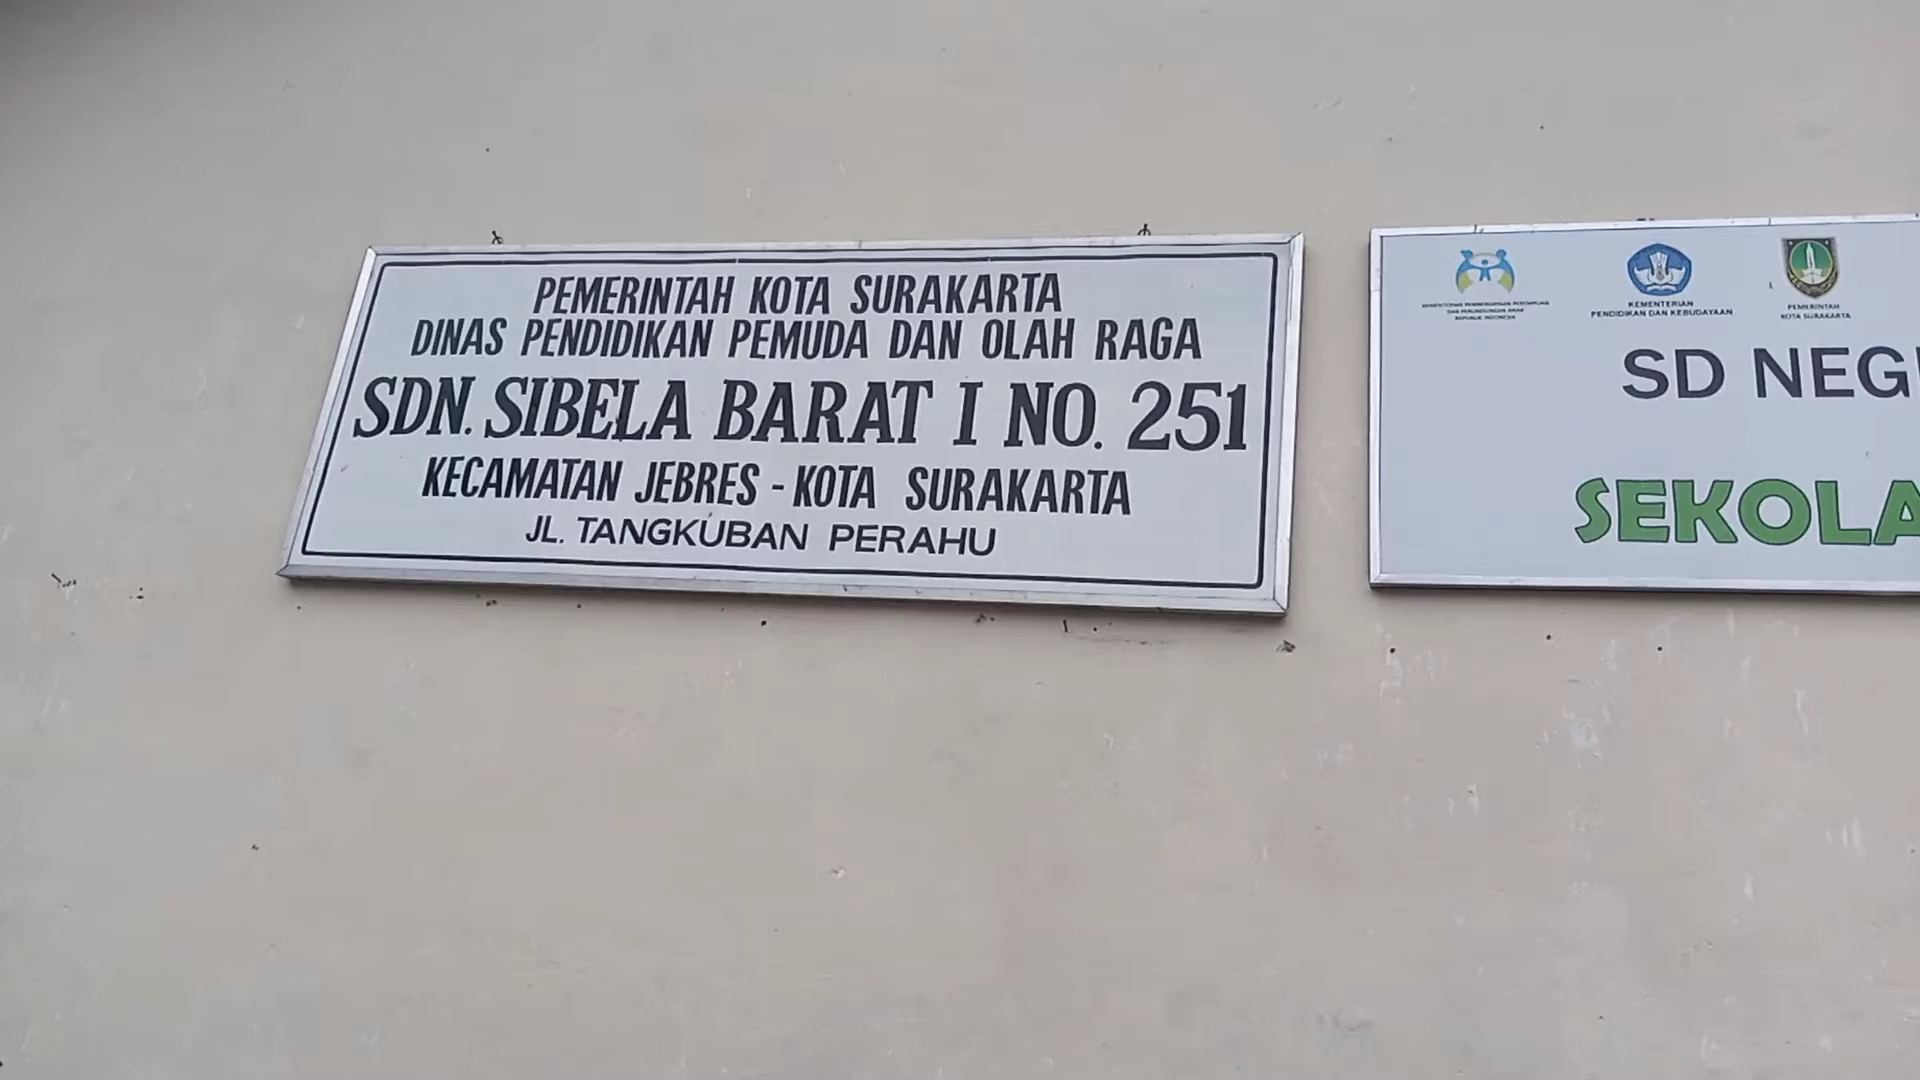 PEMERINTAH KOTA SURAKARTA
DINAS PENDIDIKAN PEMUDA DAN OLAH RAGA
SDN. SIBELA BARAT I NO. 251
KECAMATAN JEBRES - KOTA SURAKARTA
JL. TANGKUBAN PERAHU
KEMENTERIAN PEMBERDAYAAN PEREMPUAN
DAN PERLINDUNGAN ANAK
REPUBLIK INDONESIA
KEMENTERIAN
PENDIDIKAN DAN KEBUDAYAAN
PEMERINTAH
KOTA SURAKARTA
SD NEG
SEKOLA